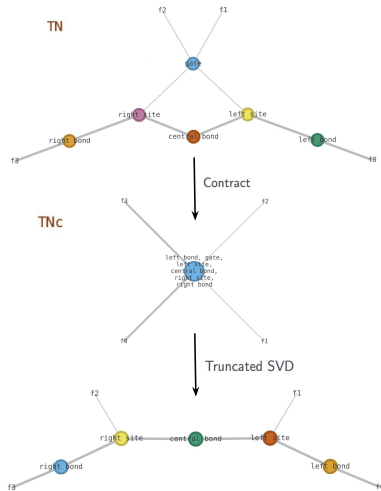 f2 f1
TN
gate
right site left site
central bond
right bond left bond
f3 f0
Contract
f3 f2
TNc
left bond, gate,
left site,
central bond,
right site,
right bond
f0 f1
Truncated SVD
f2 f1
right site central bond left site
right bond left bond
f3